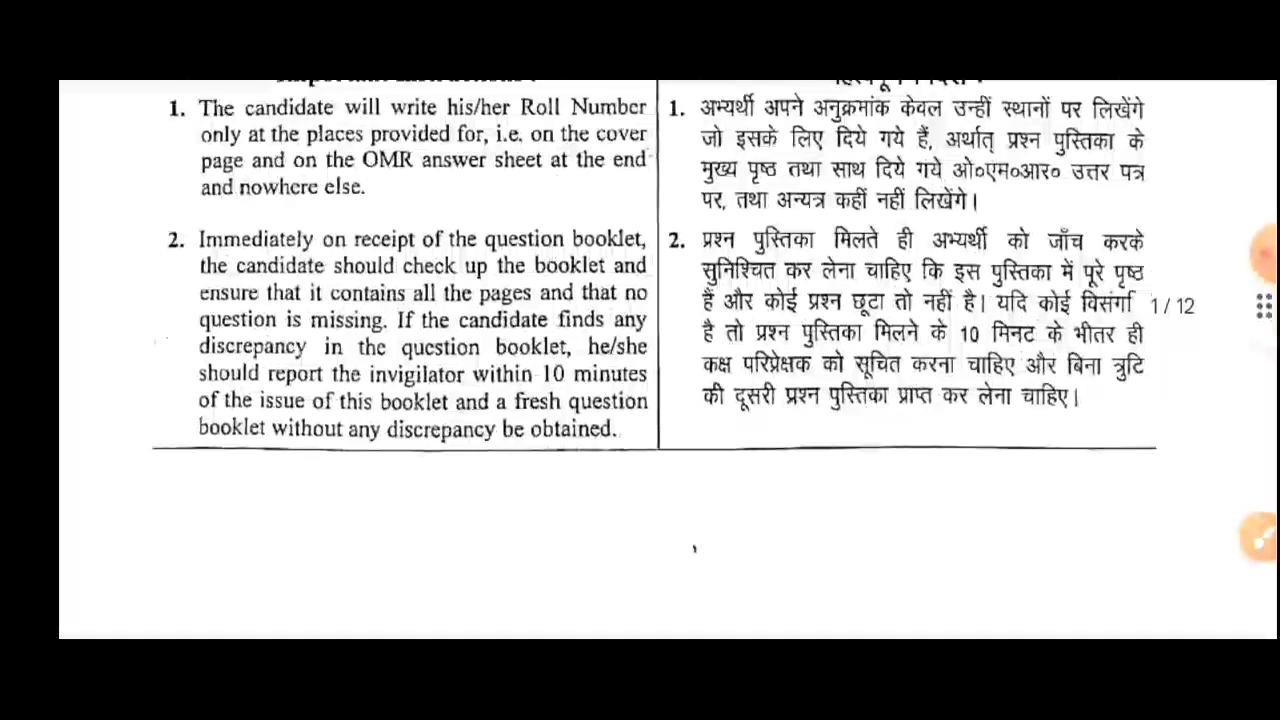 1. The candidate will write his/her Roll Number
only at the places provided for, i.e. on the cover
page and on the OMR answer sheet at the end
and nowhere else.
2. Immediately on receipt of the question booklet,
the candidate should check up the booklet and
ensure that it contains all the pages and that no
question is missing. If the candidate finds any
discrepancy in the question booklet, he/she
should report the invigilator within 10 minutes
of the issue of this booklet and a fresh question
booklet without any discrepancy be obtained.
1. अभ्यर्थी अपने अनुक्रमांक केवल उन्हीं स्थानों पर लिखेंगे
जो इसके लिए दिये गये हैं, अर्थात् प्रश्न पुस्तिका के
मुख्य पृष्ठ तथा साथ दिये गये ओ०एम०आर० उत्तर पत्र
पर, तथा अन्यत्र कहीं नहीं लिखेंगे।
2. प्रश्न पुस्तिका मिलते ही अभ्यर्थी को जाँच करके
सुनिश्चित कर लेना चाहिए कि इस पुस्तिका में पूरे पृष्ठ
हैं और कोई प्रश्न छूटा तो नहीं है। यदि कोई
है तो प्रश्न पुस्तिका मिलने के 10 मिनट के भीतर ही
कक्ष परिप्रेक्षक को सूचित करना चाहिए और बिना त्रुटि
की दूसरी प्रश्न पुस्तिका प्राप्त कर लेना चाहिए।
1 / 12